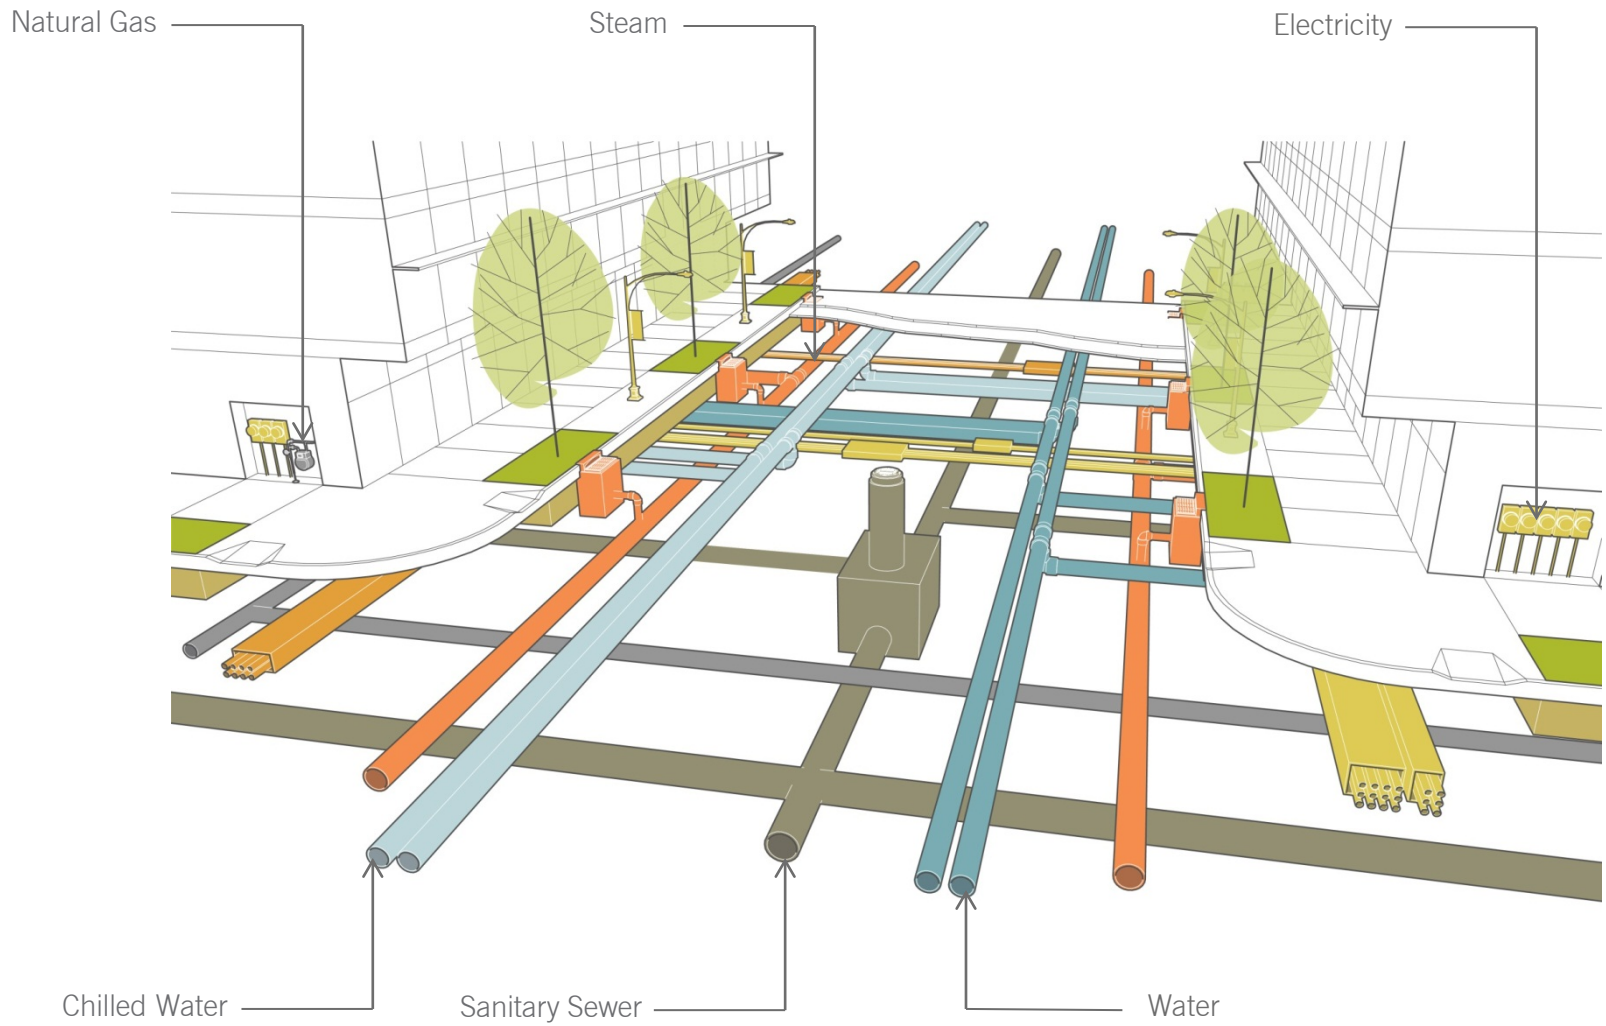 Natural Gas
Steam
Electricity
Chilled Water
Sanitary Sewer
Water